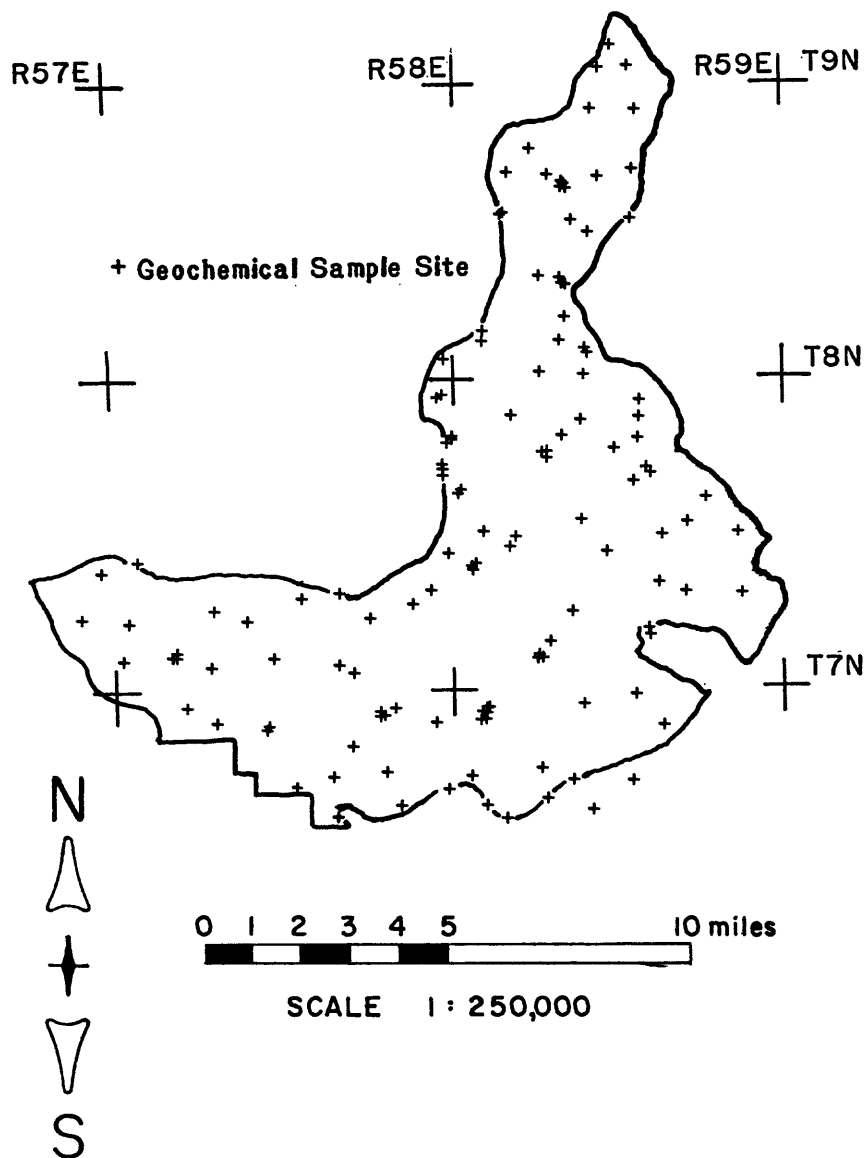 R57E R58E R59E T9N
+ Geochemical Sample Site
T8N
T7N
N
0 1 2 3 4 5 10 miles
SCALE 1:250,000
S